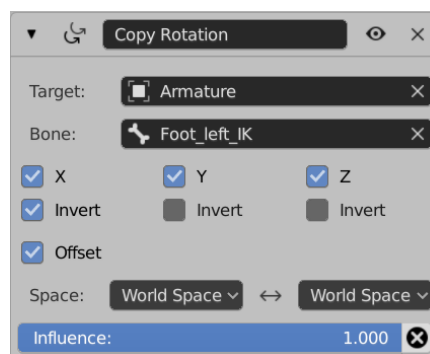 Copy Rotation
Target: Armature
Bone: Foot_left_IK
X Y Z
Invert Invert Invert
Offset
Space: World Space World Space
Influence: 1.000